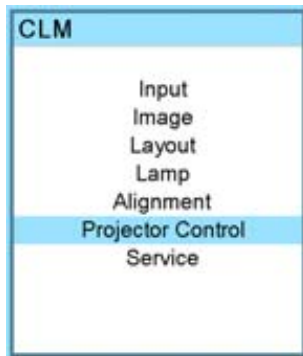 CLM
Input
Image
Layout
Lamp
Alignment
Projector Control
Service